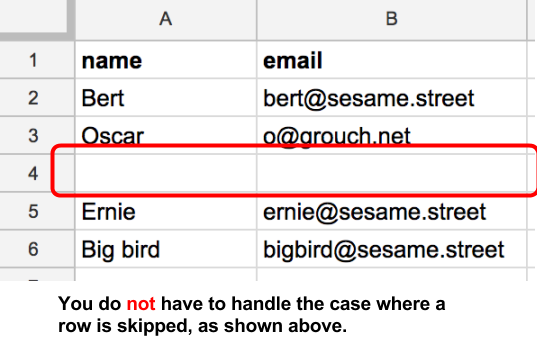 A B
1 name email
2 Bert bert@sesame.street
3 Oscar o@grouch.net
4
5 Ernie ernie@sesame.street
6 Big bird bigbird@sesame.street
You do not have to handle the case where a
row is skipped, as shown above.